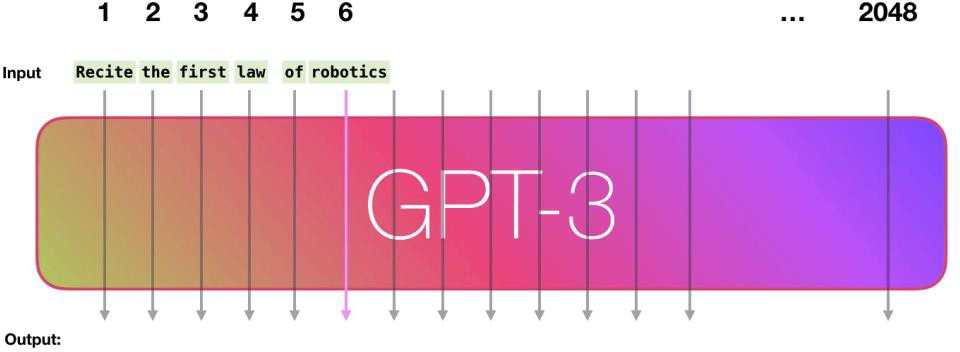 1 2 3 4 5 6 ... 2048
Input Recite the first law of robotics
GPT-3
Output: